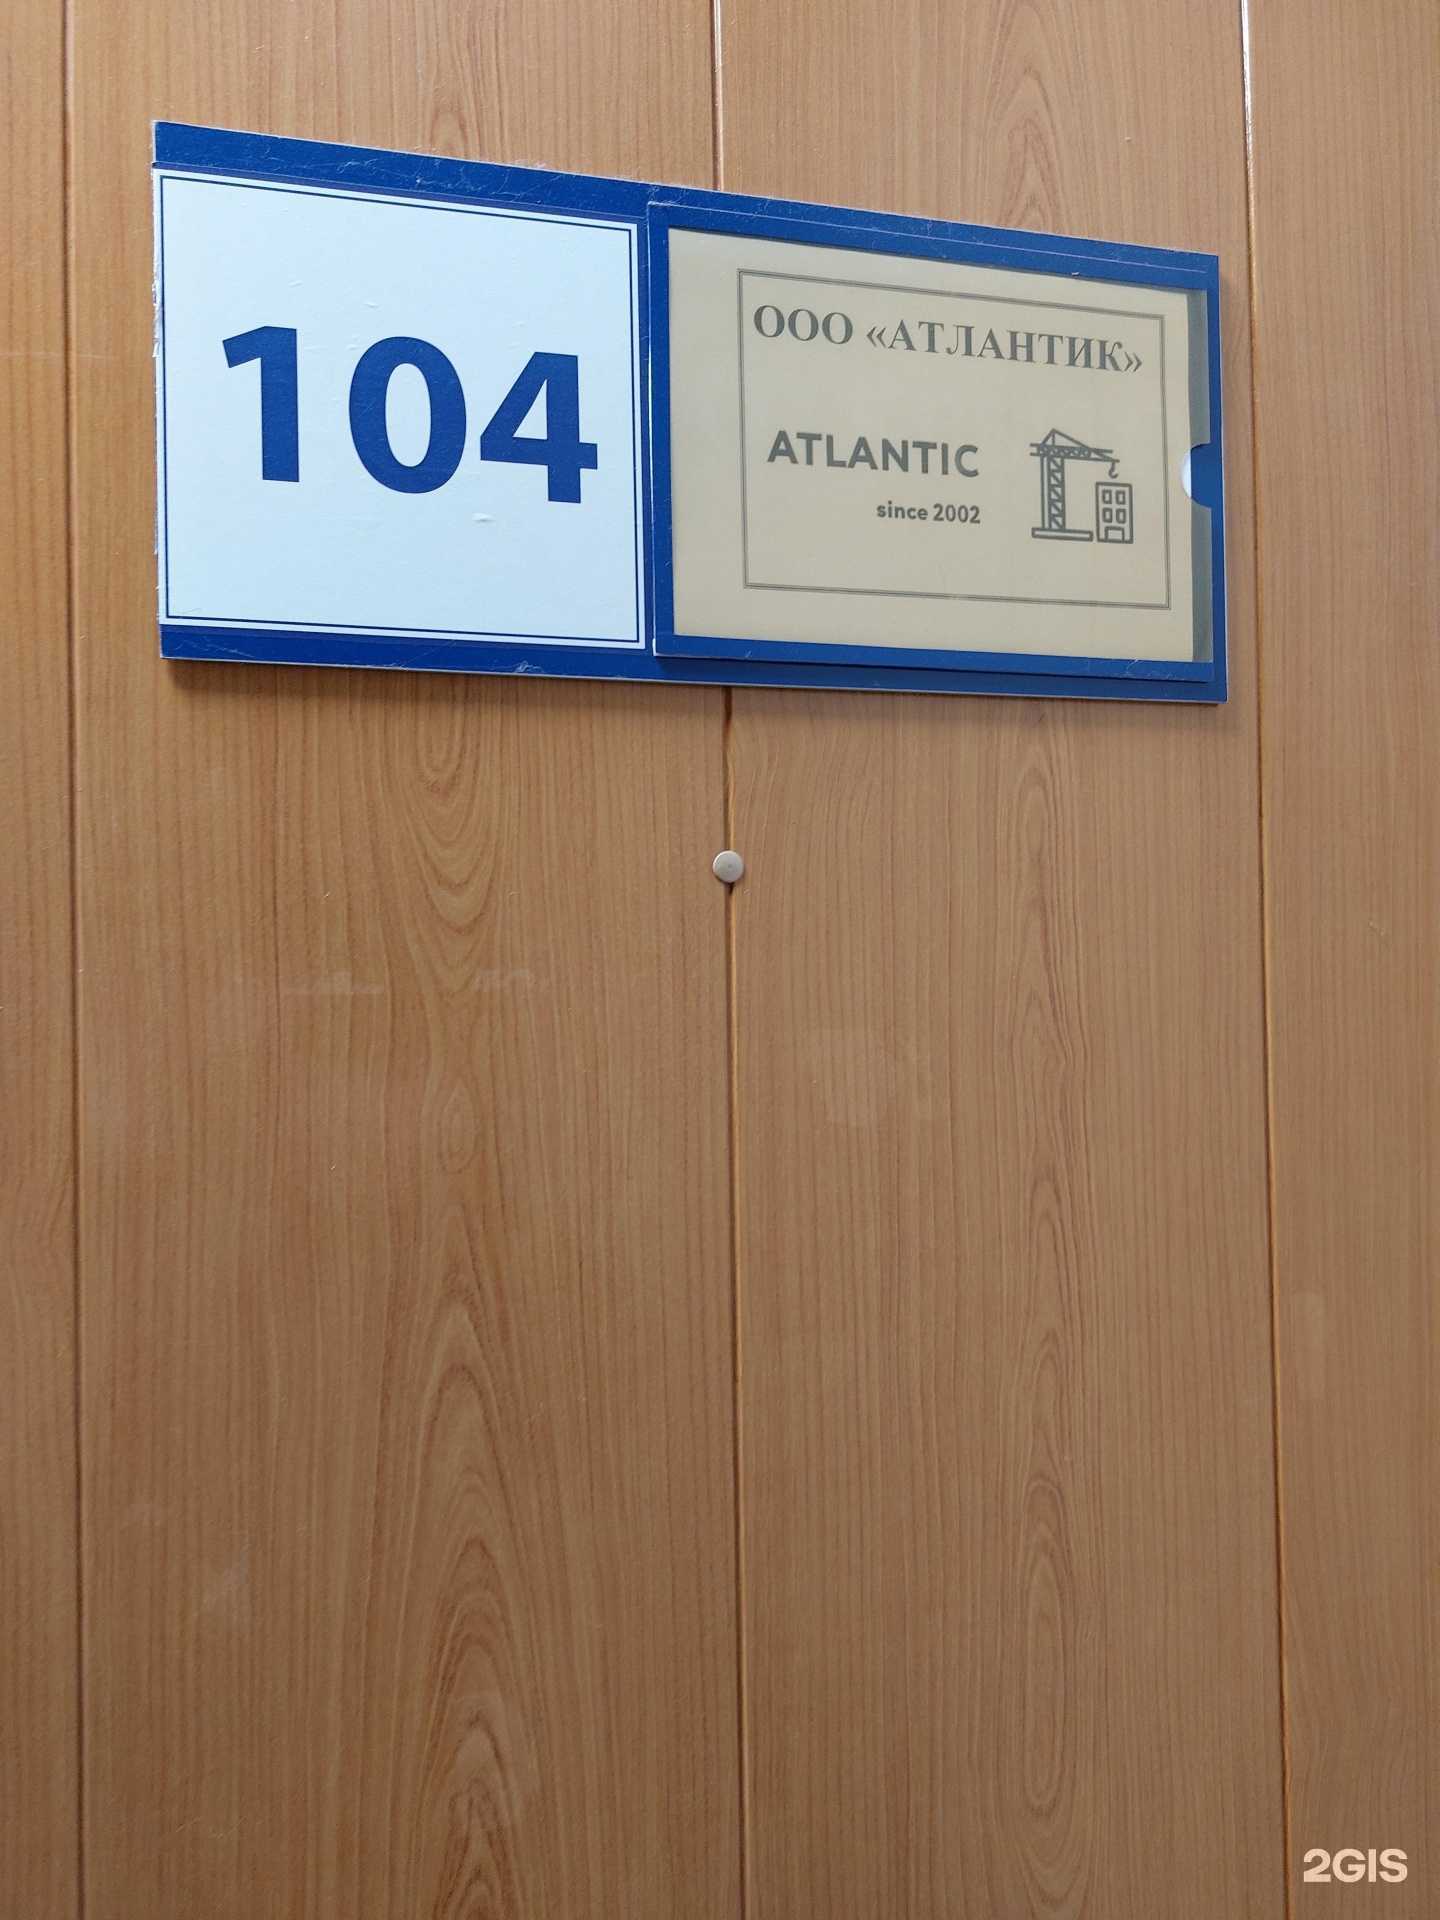 104
ООО «АТЛАНТИК»
ATLANTIC
since 2002
2GIS